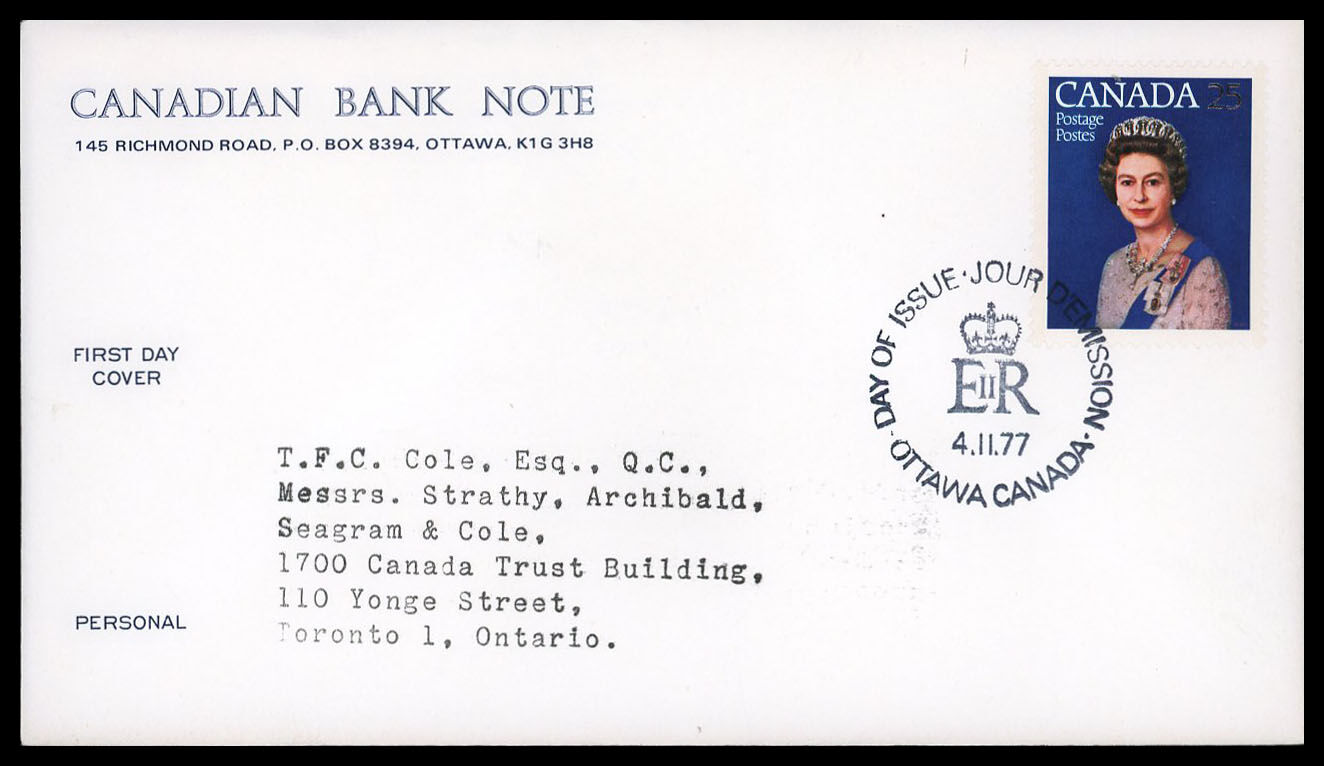 CANADIAN BANK NOTE
145 RICHMOND ROAD, P.O. BOX 8394, OTTAWA, K1G 3H8
CANADA 25
Postage
Postes
DAY OF ISSUE · JOUR D'ÉMISSION
EIIR
4.II.77
· OTTAWA CANADA ·
FIRST DAY
COVER
T.F.C. Cole, Esq., Q.C.,
Messrs. Strathy, Archibald,
Seagram & Cole,
1700 Canada Trust Building,
110 Yonge Street,
Toronto 1, Ontario.
PERSONAL